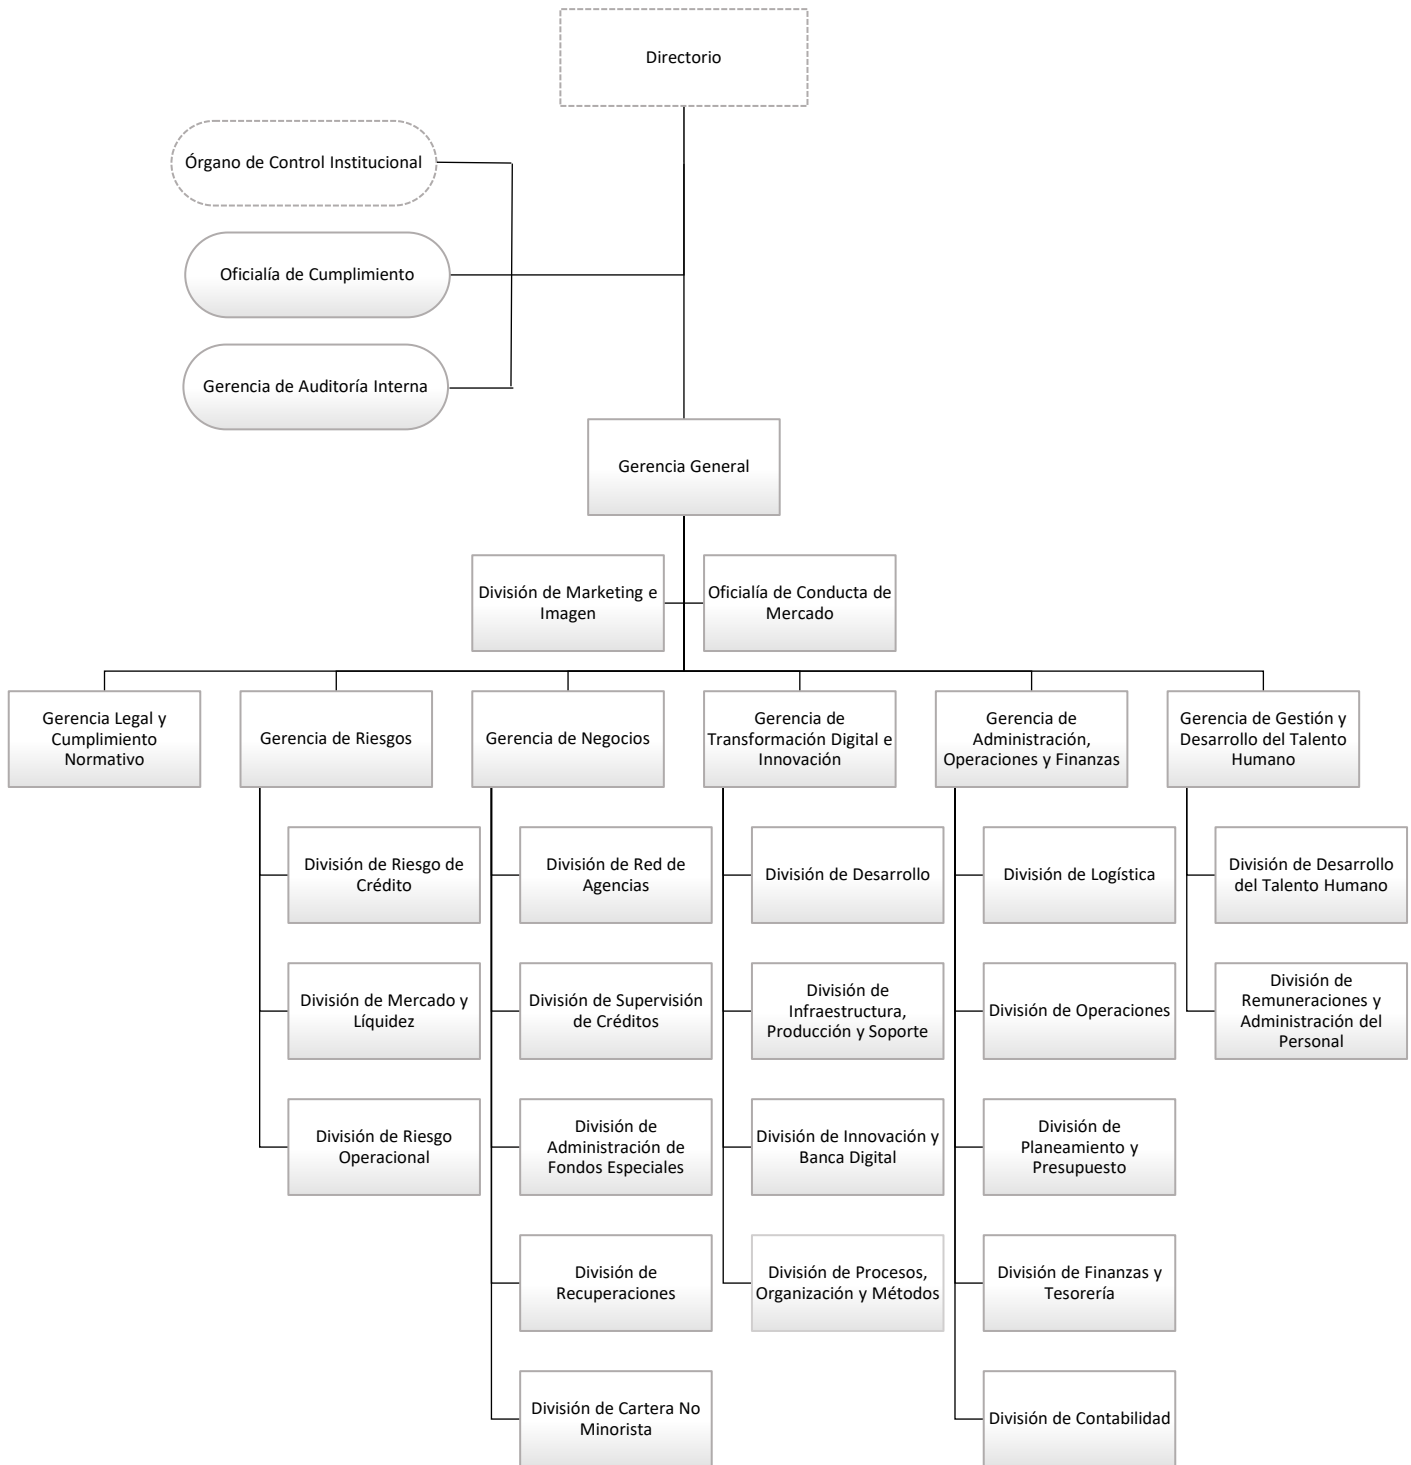 Directorio
Órgano de Control Institucional
Oficialía de Cumplimiento
Gerencia de Auditoría Interna
Gerencia General
División de Marketing e
Imagen
Oficialía de Conducta de
Mercado
Gerencia Legal y
Cumplimiento
Normativo
Gerencia de Riesgos
Gerencia de Negocios
Gerencia de
Transformación Digital e
Innovación
Gerencia de
Administración,
Operaciones y Finanzas
Gerencia de Gestión y
Desarrollo del Talento
Humano
División de Riesgo de
Crédito
División de Red de
Agencias
División de Desarrollo
División de Logística
División de Desarrollo
del Talento Humano
División de Mercado y
Líquidez
División de Supervisión
de Créditos
División de
Infraestructura,
Producción y Soporte
División de Operaciones
División de
Remuneraciones y
Administración del
Personal
División de Riesgo
Operacional
División de
Administración de
Fondos Especiales
División de Innovación y
Banca Digital
División de
Planeamiento y
Presupuesto
División de
Recuperaciones
División de Procesos,
Organización y Métodos
División de Finanzas y
Tesorería
División de Cartera No
Minorista
División de Contabilidad